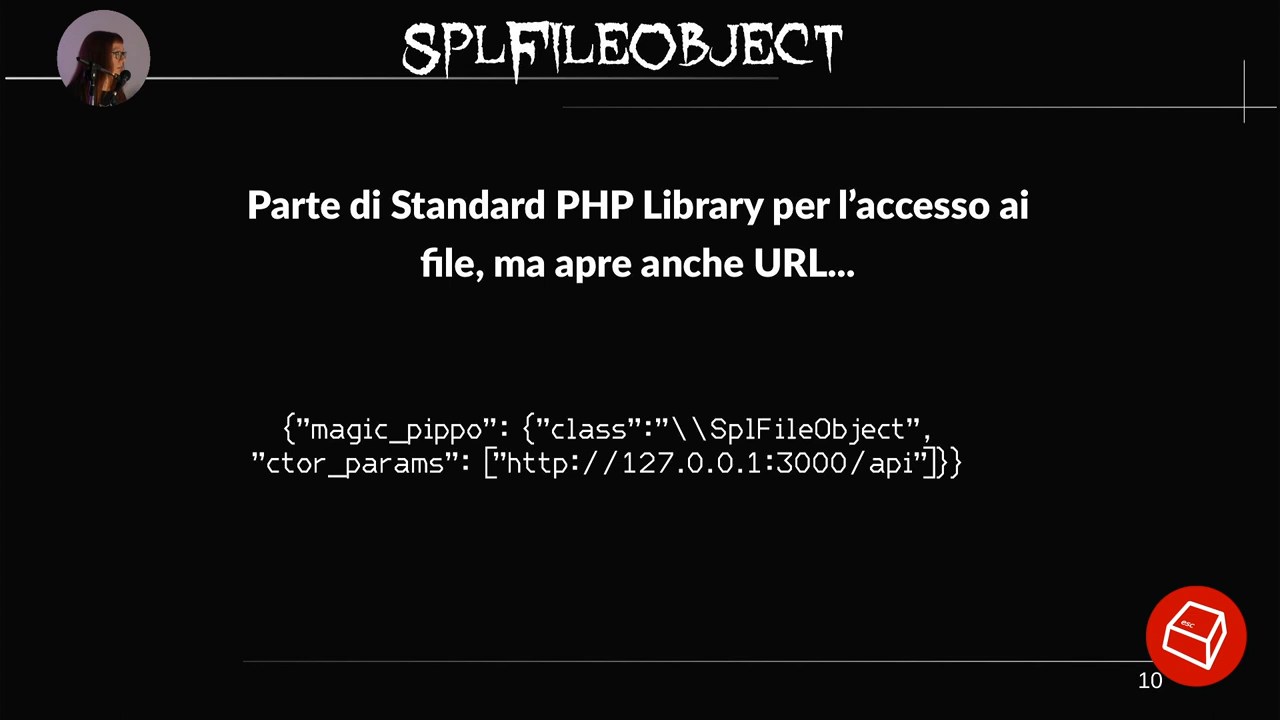 SPLFILEOBJECT
Parte di Standard PHP Library per l’accesso ai
file, ma apre anche URL...
{”magic_pippo”: {”class”:”\\SplFileObject”,
”ctor_params”: [”http://127.0.0.1:3000/api”]}}
esc
10